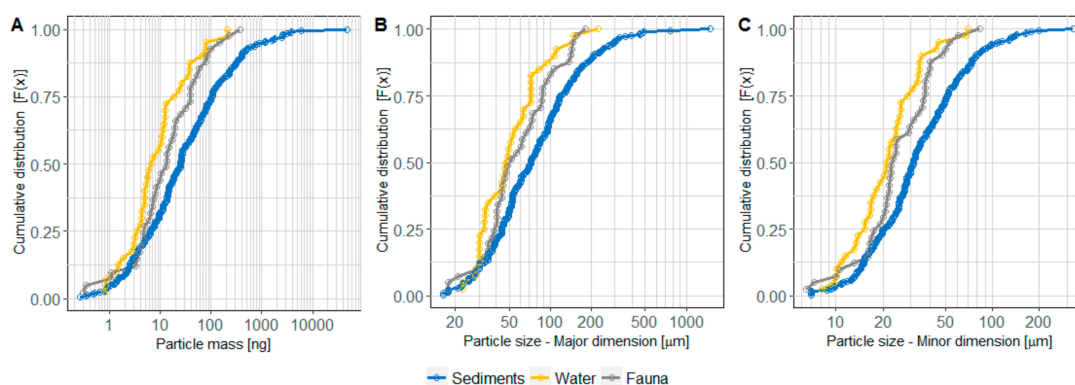 A
B
C
Cumulative distribution [F(x)]
1.00
0.75
0.50
0.25
0.00
1 10 100 1000 10000
Particle mass [ng]
Cumulative distribution [F(x)]
1.00
0.75
0.50
0.25
0.00
20 50 100 500 1000
Particle size - Major dimension [µm]
Cumulative distribution [F(x)]
1.00
0.75
0.50
0.25
0.00
10 20 50 100 200
Particle size - Minor dimension [µm]
Sediments Water Fauna